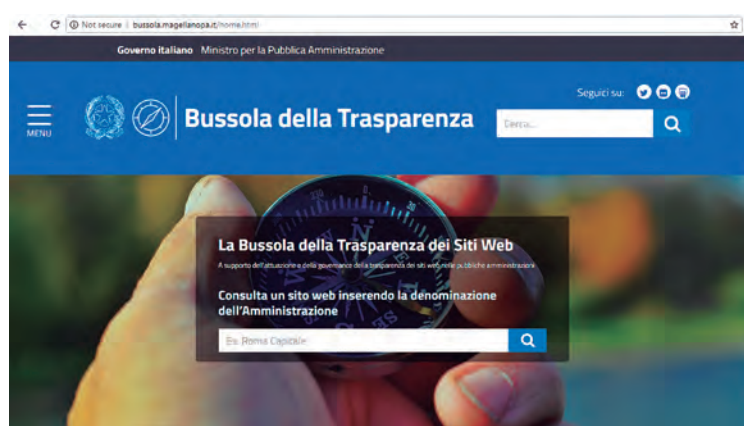 Not secure | bussola.magellanopa.it/home.html
Governo italiano Ministro per la Pubblica Amministrazione
Seguici su:
MENU
Bussola della Trasparenza
Cerca...
La Bussola della Trasparenza dei Siti Web
A supporto dell'attuazione e della governance della trasparenza dei siti web nelle pubbliche amministrazioni
Consulta un sito web inserendo la denominazione
dell'Amministrazione
Es. Roma Capitale